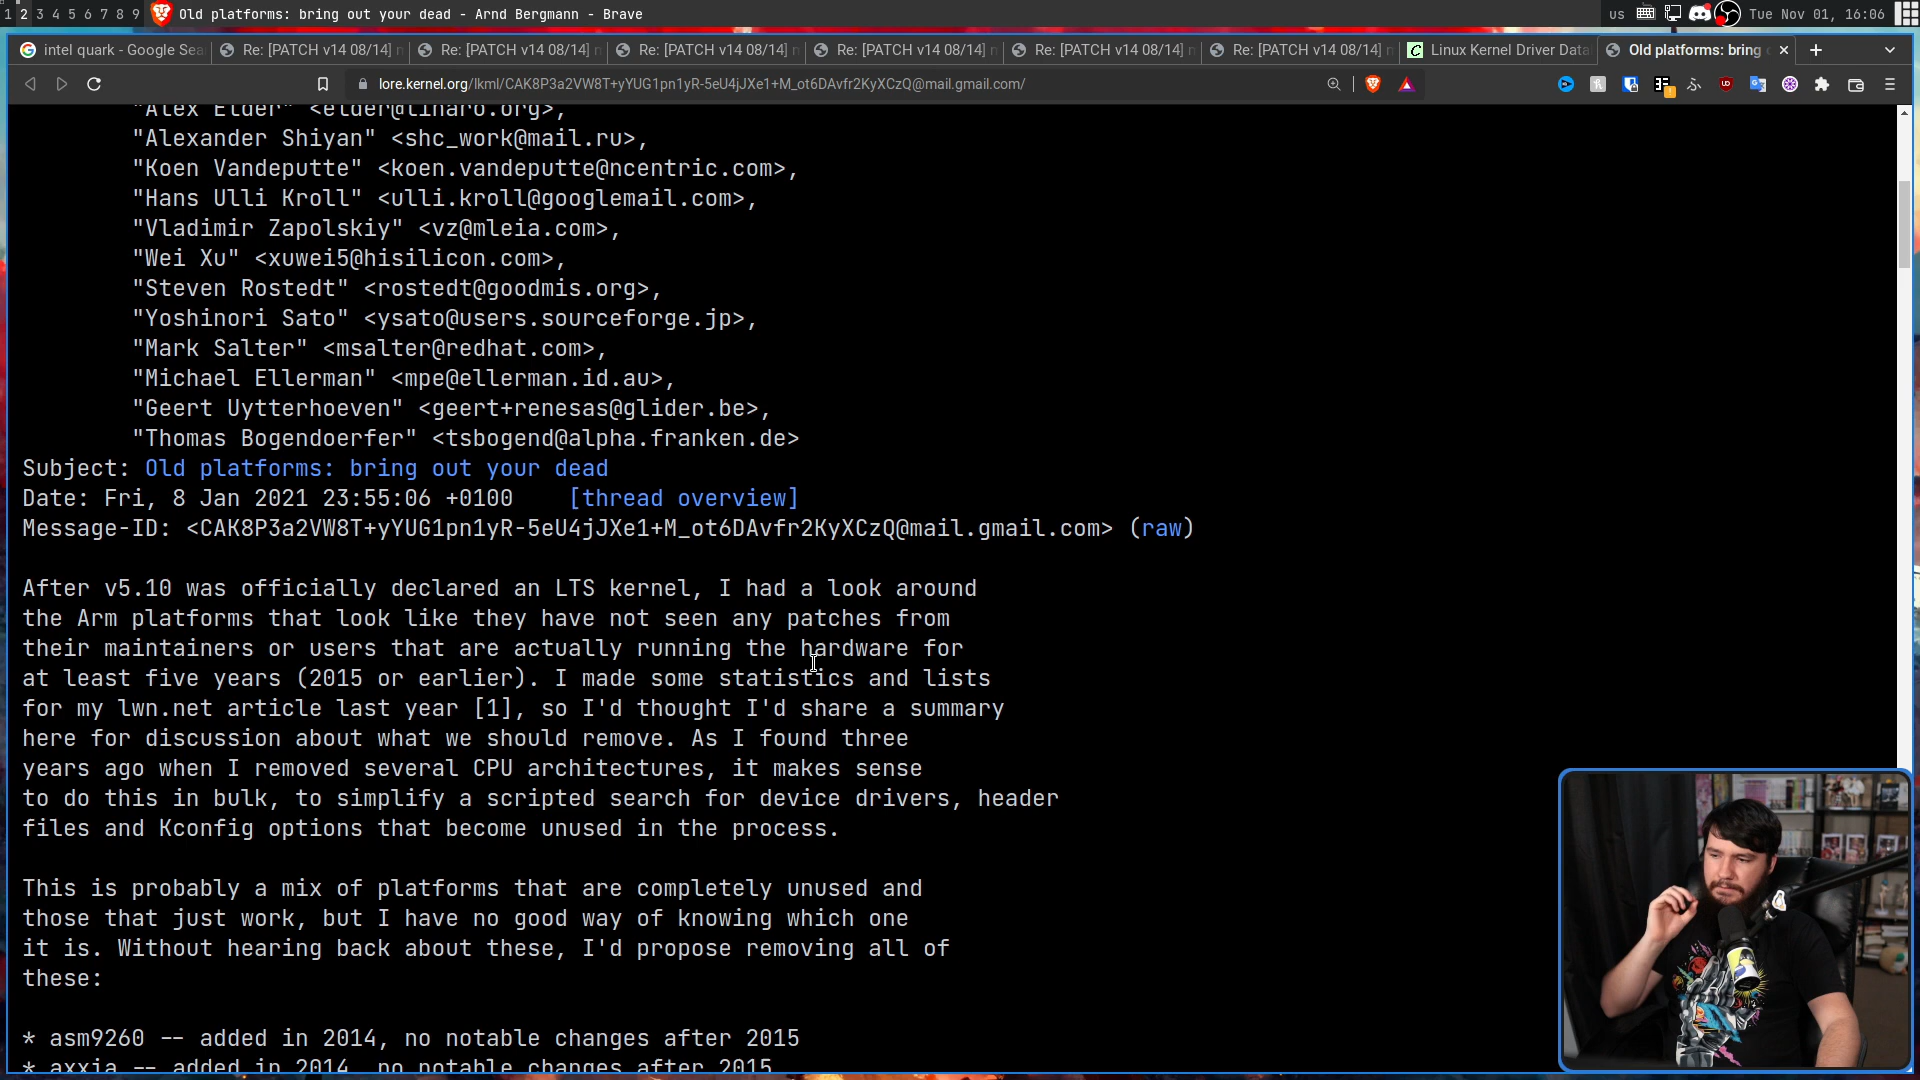 1 2 3 4 5 6 7 8 9 Old platforms: bring out your dead - Arnd Bergmann - Brave us Tue Nov 01, 16:06
intel quark - Google Sea Re: [PATCH v14 08/14] n Re: [PATCH v14 08/14] n Re: [PATCH v14 08/14] n Re: [PATCH v14 08/14] n Re: [PATCH v14 08/14] n Re: [PATCH v14 08/14] n Linux Kernel Driver Data Old platforms: bring o
lore.kernel.org/lkml/CAK8P3a2VW8T+yYUG1pn1yR-5eU4jJXe1+M_ot6DAvfr2KyXCzQ@mail.gmail.com/
"Alex Elder" <elder@linaro.org>,
"Alexander Shiyan" <shc_work@mail.ru>,
"Koen Vandeputte" <koen.vandeputte@ncentric.com>,
"Hans Ulli Kroll" <ulli.kroll@googlemail.com>,
"Vladimir Zapolskiy" <vz@mleia.com>,
"Wei Xu" <xuwei5@hisilicon.com>,
"Steven Rostedt" <rostedt@goodmis.org>,
"Yoshinori Sato" <ysato@users.sourceforge.jp>,
"Mark Salter" <msalter@redhat.com>,
"Michael Ellerman" <mpe@ellerman.id.au>,
"Geert Uytterhoeven" <geert+renesas@glider.be>,
"Thomas Bogendoerfer" <tsbogend@alpha.franken.de>
Subject: Old platforms: bring out your dead
Date: Fri, 8 Jan 2021 23:55:06 +0100 [thread overview]
Message-ID: <CAK8P3a2VW8T+yYUG1pn1yR-5eU4jJXe1+M_ot6DAvfr2KyXCzQ@mail.gmail.com> (raw)
After v5.10 was officially declared an LTS kernel, I had a look around
the Arm platforms that look like they have not seen any patches from
their maintainers or users that are actually running the hardware for
at least five years (2015 or earlier). I made some statistics and lists
for my lwn.net article last year [1], so I'd thought I'd share a summary
here for discussion about what we should remove. As I found three
years ago when I removed several CPU architectures, it makes sense
to do this in bulk, to simplify a scripted search for device drivers, header
files and Kconfig options that become unused in the process.
This is probably a mix of platforms that are completely unused and
those that just work, but I have no good way of knowing which one
it is. Without hearing back about these, I'd propose removing all of
these:
* asm9260 -- added in 2014, no notable changes after 2015
* axxia -- added in 2014, no notable changes after 2015